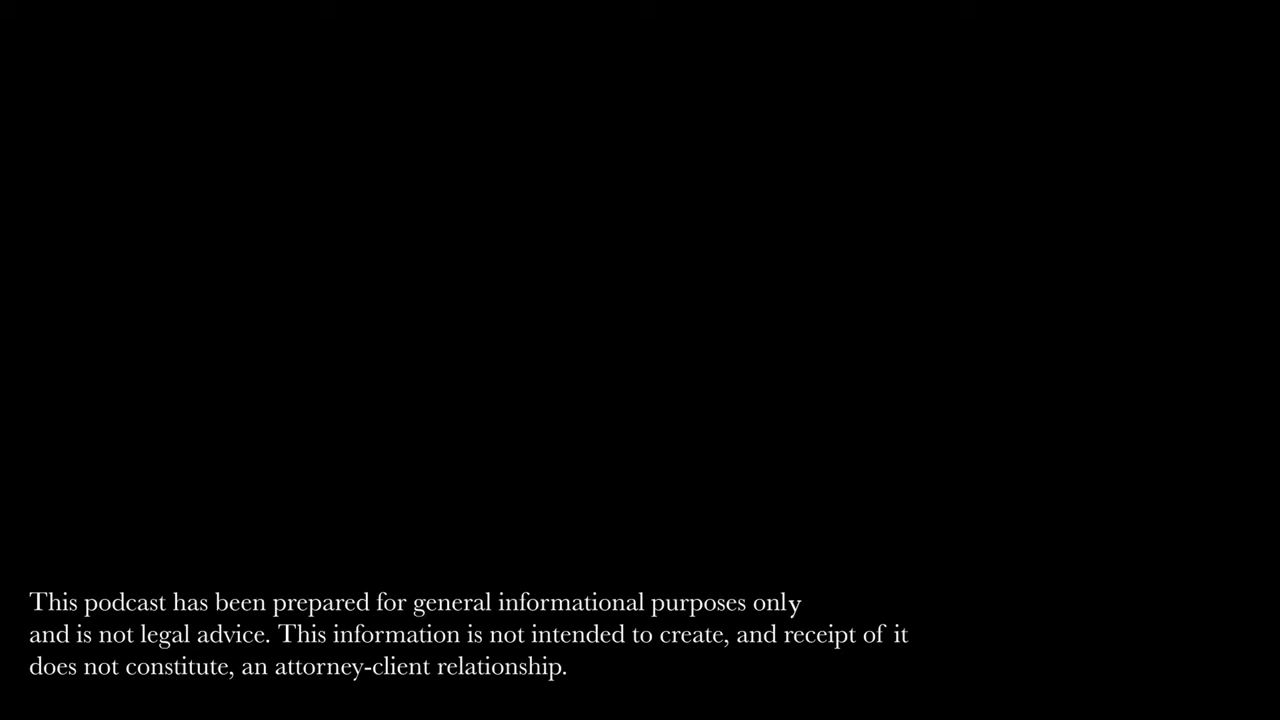 This podcast has been prepared for general informational purposes only
and is not legal advice. This information is not intended to create, and receipt of it
does not constitute, an attorney-client relationship.